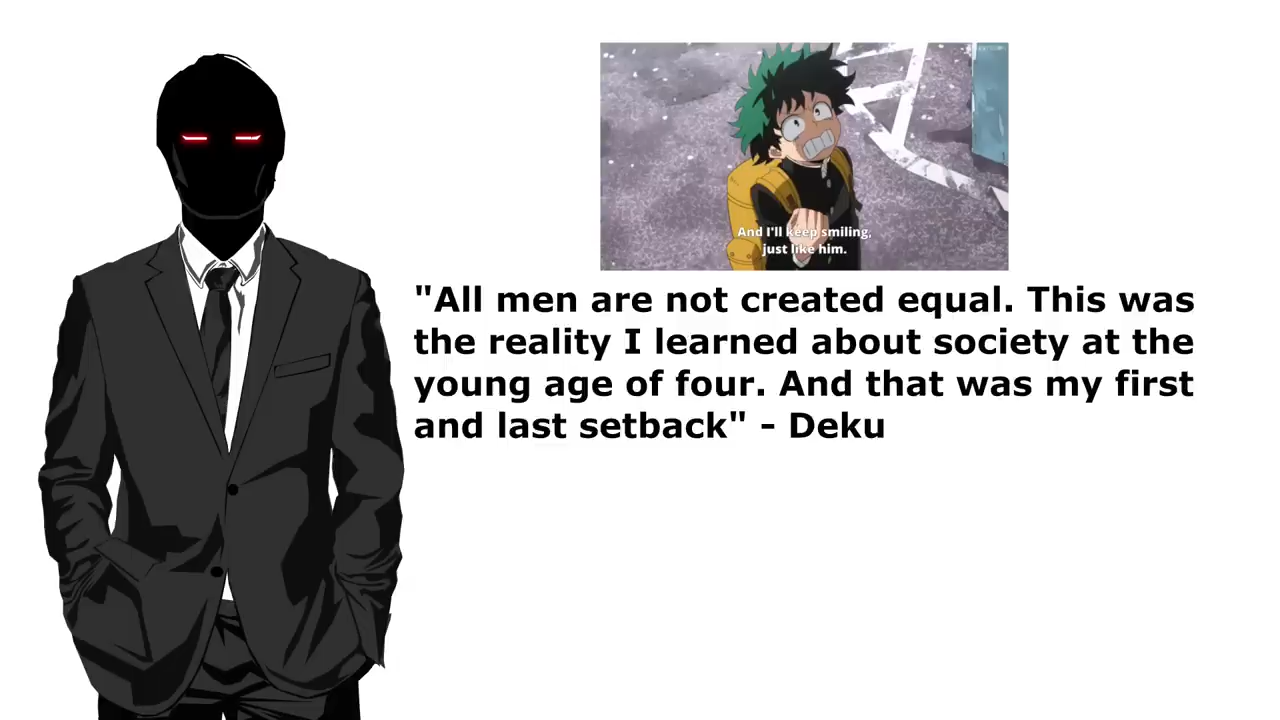 And I'll keep smiling,
just like him.
"All men are not created equal. This was
the reality I learned about society at the
young age of four. And that was my first
and last setback" - Deku